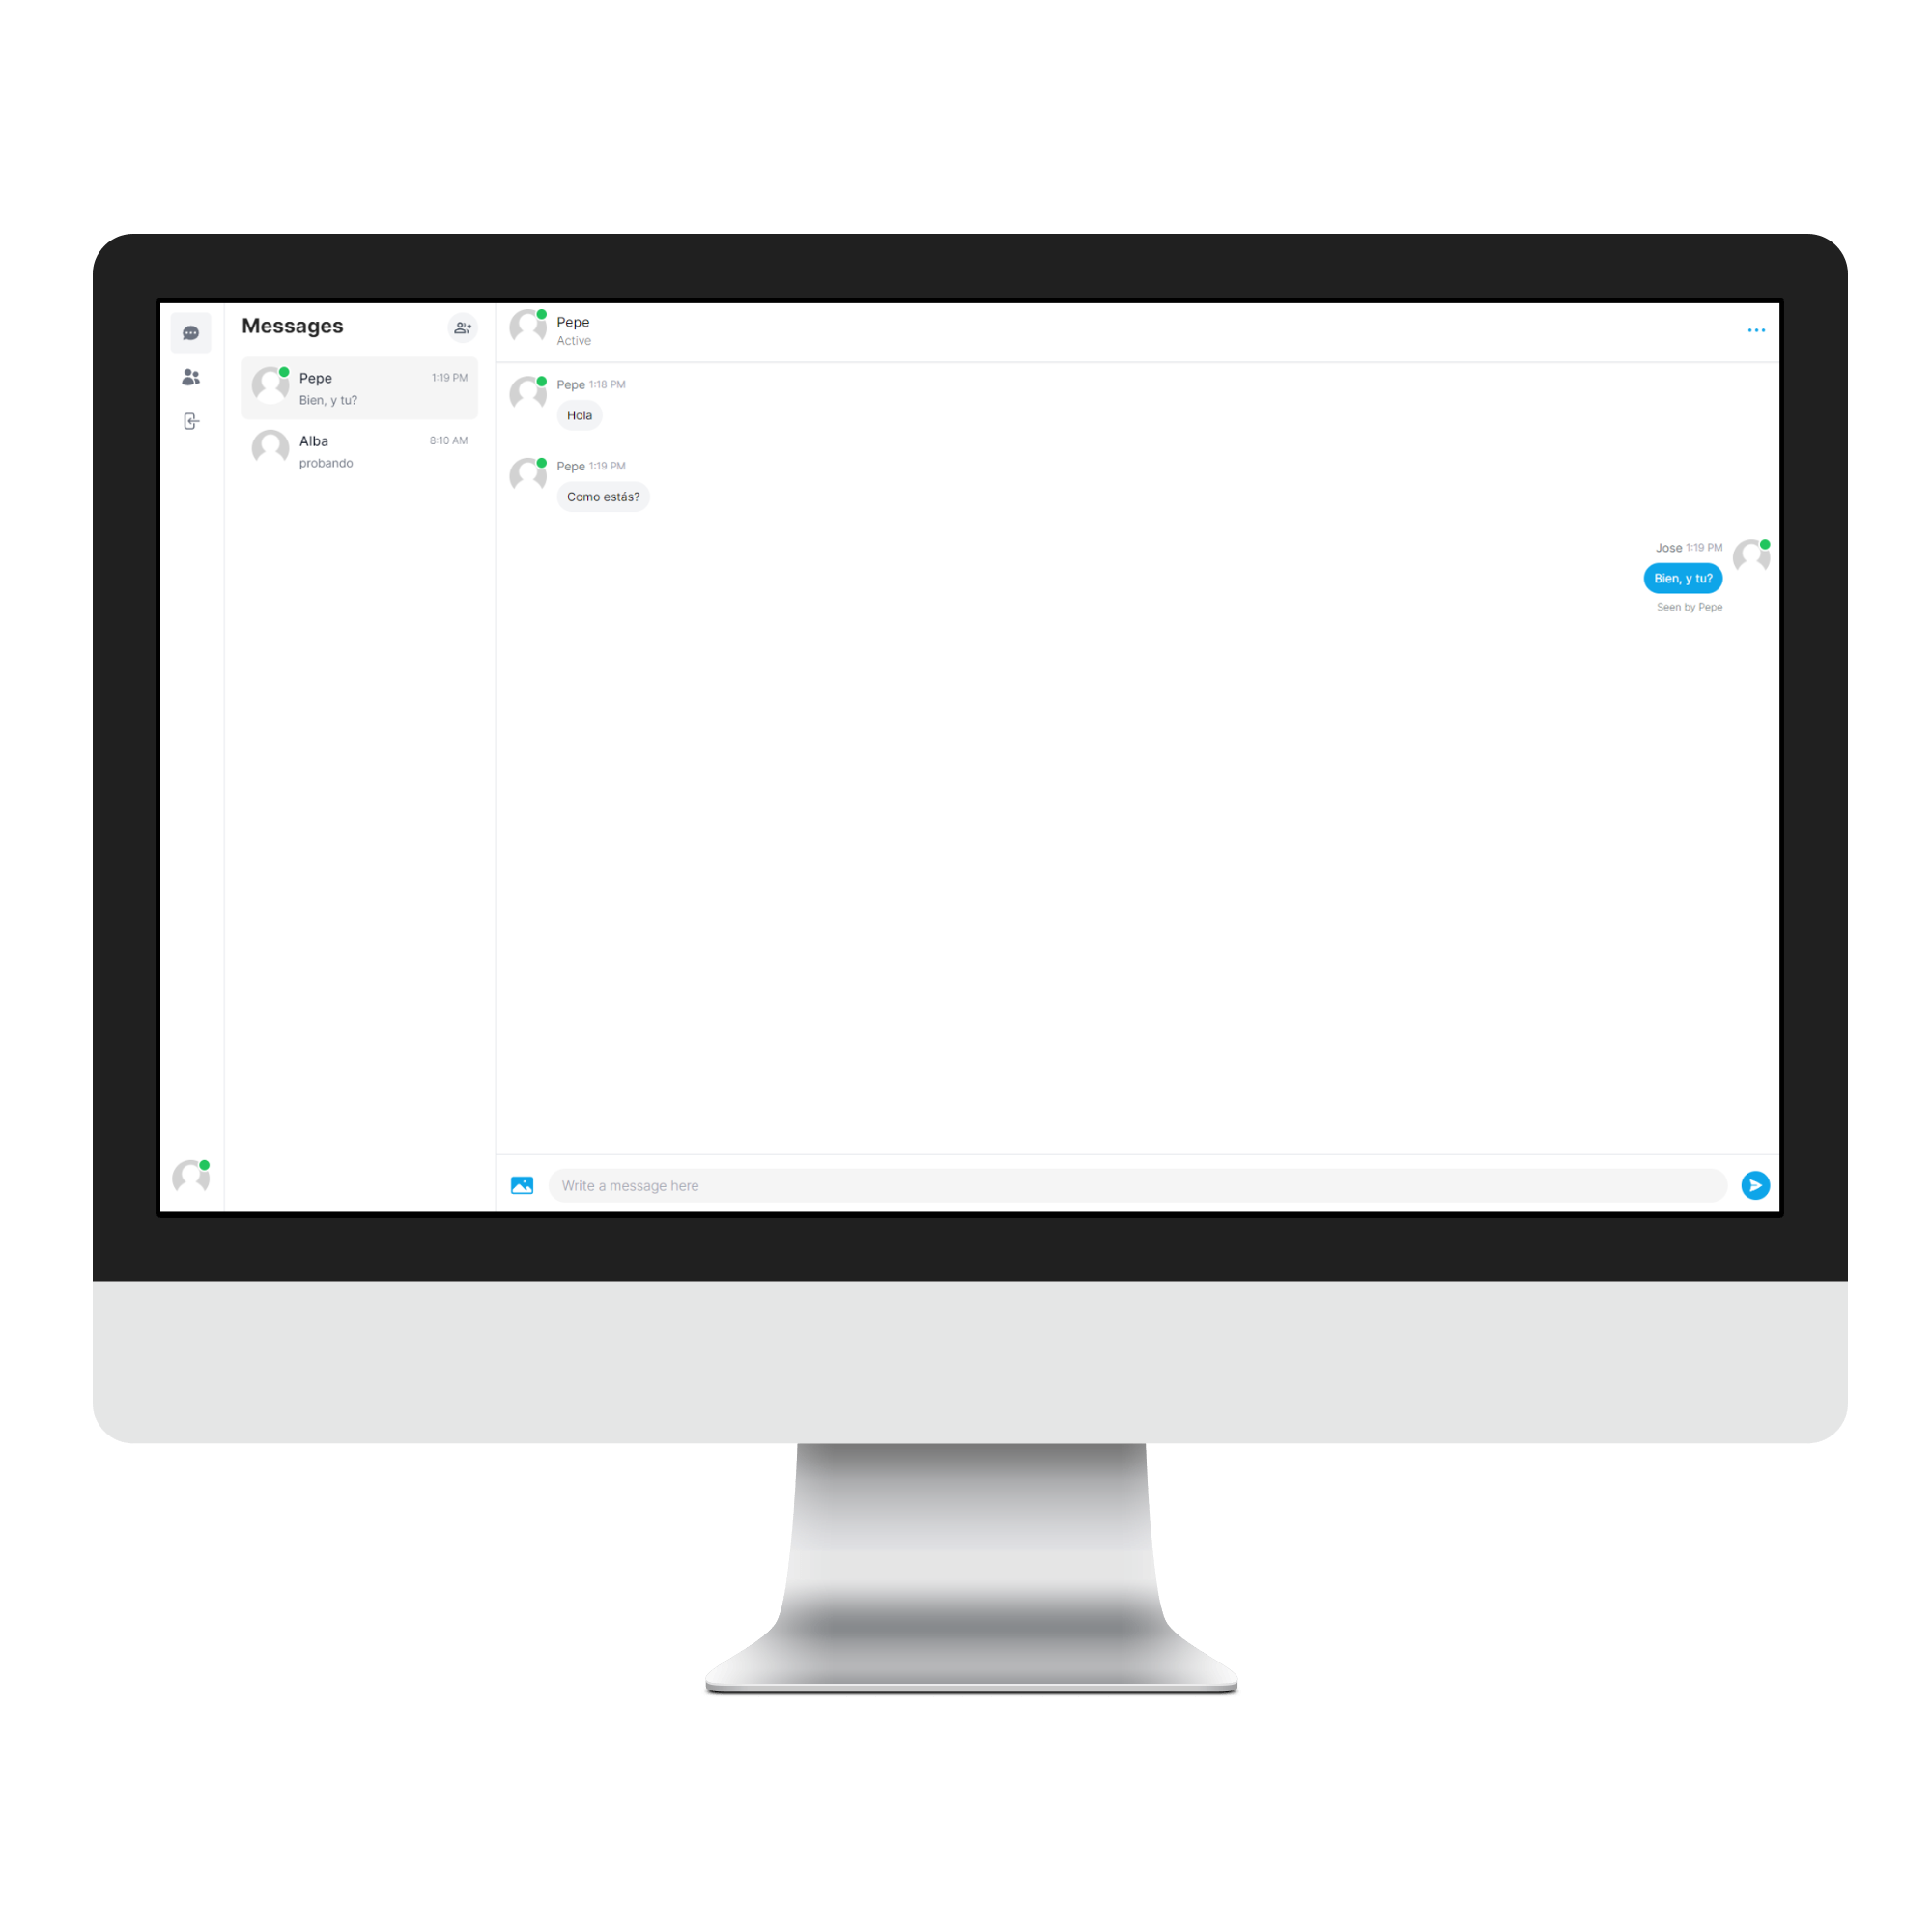 Messages
Pepe 1:19 PM
Bien, y tu?
Alba 8:10 AM
probando
Pepe
Active
Pepe 1:18 PM
Hola
Pepe 1:19 PM
Como estás?
Jose 1:19 PM
Bien, y tu?
Seen by Pepe
Write a message here